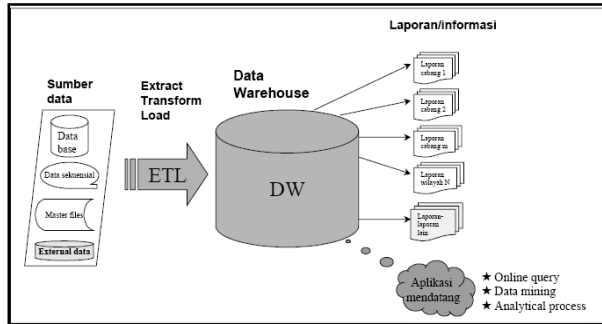 Laporan/informasi
Sumber
data
Extract
Transform
Load
Data
Warehouse
Data
base
Data sekuensial
Master files
External data
ETL
DW
Laporan
cabang 1
Laporan
cabang 2
Laporan
cabang m
Laporan
wilayah N
Laporan-
laporan
lain
Aplikasi
mendatang
★ Online query
★ Data mining
★ Analytical process